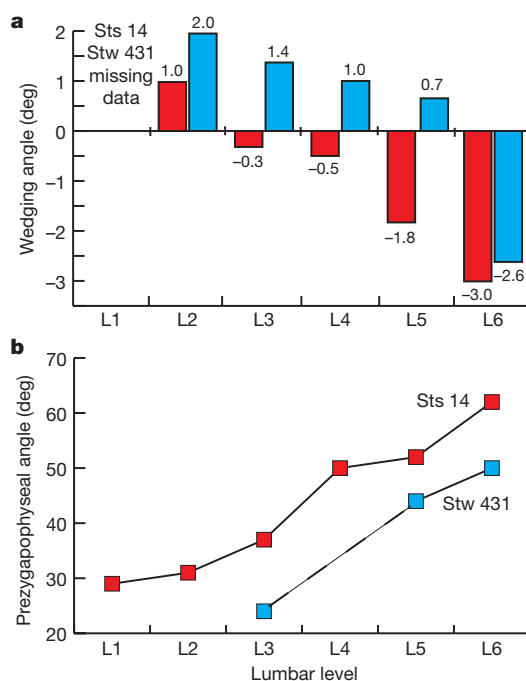 a
Sts 14
Stw 431
missing
data
2
1
0
−1
−2
−3
Wedging angle (deg)
1.0
2.0
−0.3
1.4
−0.5
1.0
−1.8
0.7
−3.0
−2.6
L1 L2 L3 L4 L5 L6
b
70
60
50
40
30
20
Prezygapophyseal angle (deg)
Sts 14
Stw 431
L1 L2 L3 L4 L5 L6
Lumbar level